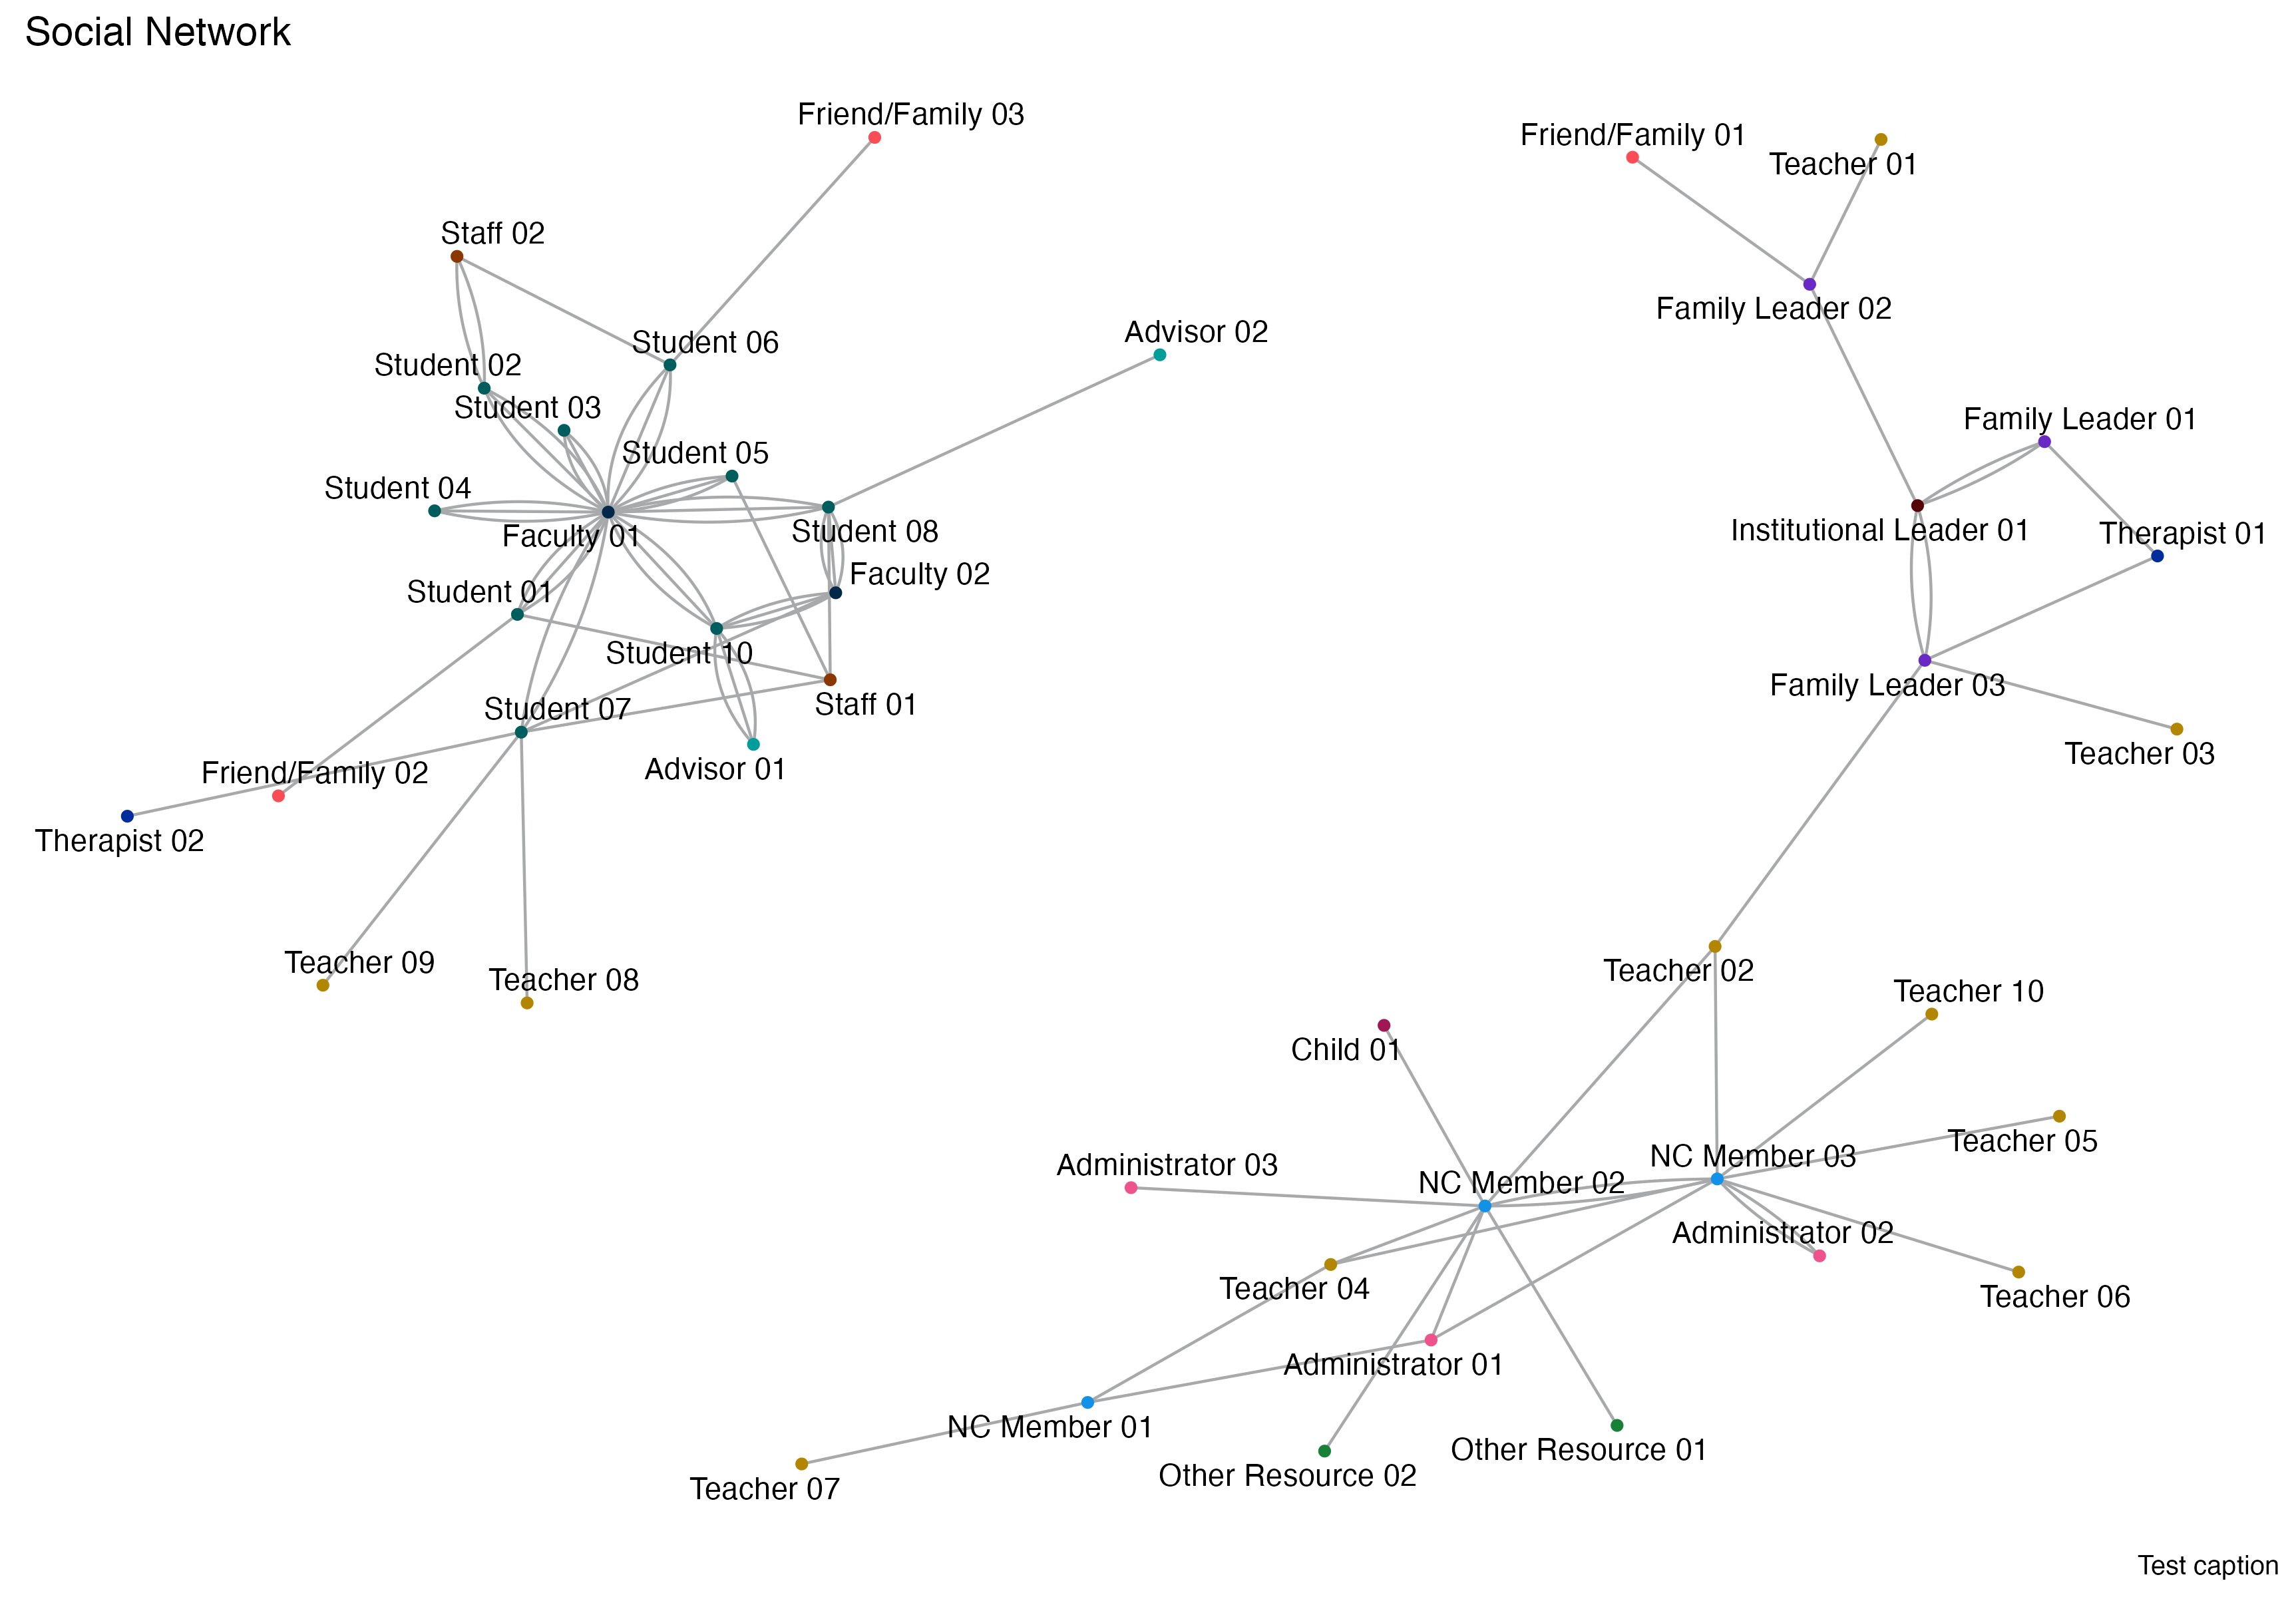 Social Network
Friend/Family 03
Friend/Family 01
Teacher 01
Staff 02
Family Leader 02
Advisor 02
Student 06
Student 02
Student 03
Family Leader 01
Student 05
Student 04
Institutional Leader 01
Therapist 01
Faculty 01
Student 08
Faculty 02
Student 01
Student 10
Family Leader 03
Staff 01
Student 07
Teacher 03
Advisor 01
Friend/Family 02
Therapist 02
Teacher 09
Teacher 08
Teacher 02
Teacher 10
Child 01
Teacher 05
NC Member 03
Administrator 03
NC Member 02
Administrator 02
Teacher 04
Teacher 06
Administrator 01
NC Member 01
Other Resource 01
Other Resource 02
Teacher 07
Test caption